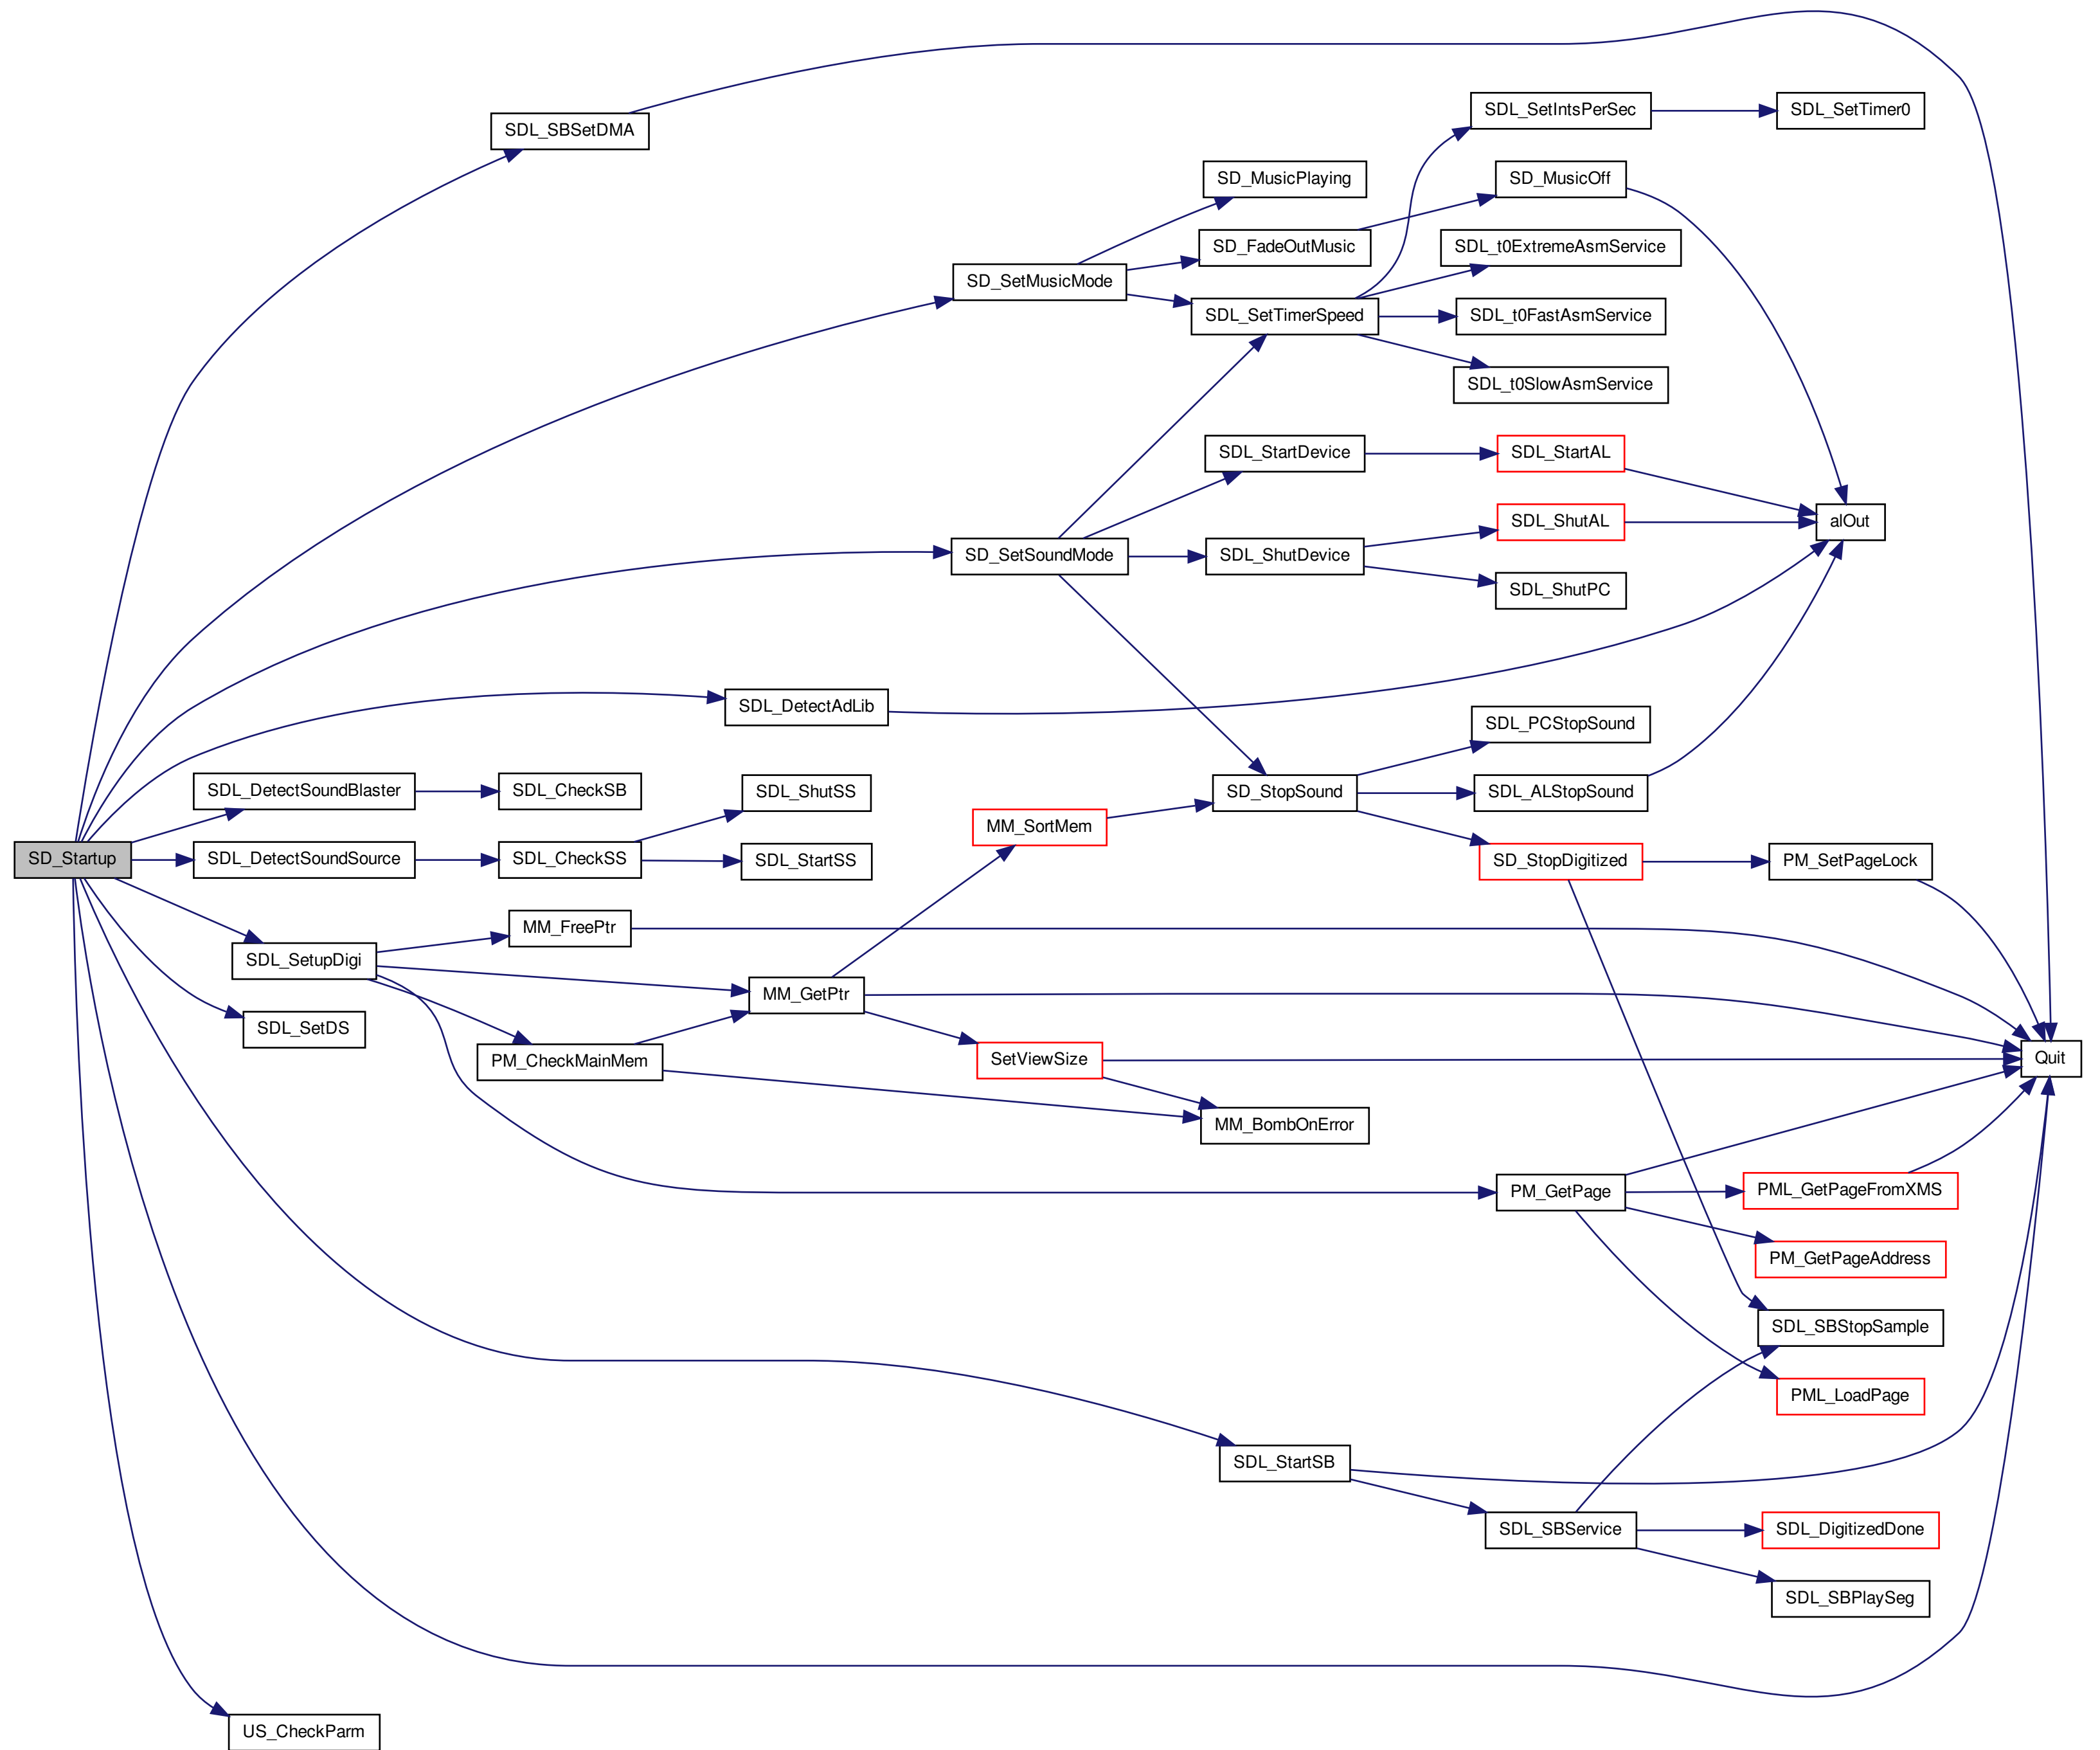 SDL_SetIntsPerSec
SDL_SetTimer0
SDL_SBSetDMA
SD_MusicPlaying
SD_MusicOff
SD_FadeOutMusic
SDL_t0ExtremeAsmService
SD_SetMusicMode
SDL_SetTimerSpeed
SDL_t0FastAsmService
SDL_t0SlowAsmService
SDL_StartDevice
SDL_StartAL
SDL_ShutAL
alOut
SD_SetSoundMode
SDL_ShutDevice
SDL_ShutPC
SDL_DetectAdLib
SDL_PCStopSound
SDL_DetectSoundBlaster
SDL_CheckSB
SDL_ShutSS
SD_StopSound
SDL_ALStopSound
MM_SortMem
SD_Startup
SDL_DetectSoundSource
SDL_CheckSS
SDL_StartSS
SD_StopDigitized
PM_SetPageLock
MM_FreePtr
SDL_SetupDigi
MM_GetPtr
SDL_SetDS
PM_CheckMainMem
SetViewSize
Quit
MM_BombOnError
PM_GetPage
PML_GetPageFromXMS
PM_GetPageAddress
SDL_SBStopSample
PML_LoadPage
SDL_StartSB
SDL_SBService
SDL_DigitizedDone
SDL_SBPlaySeg
US_CheckParm